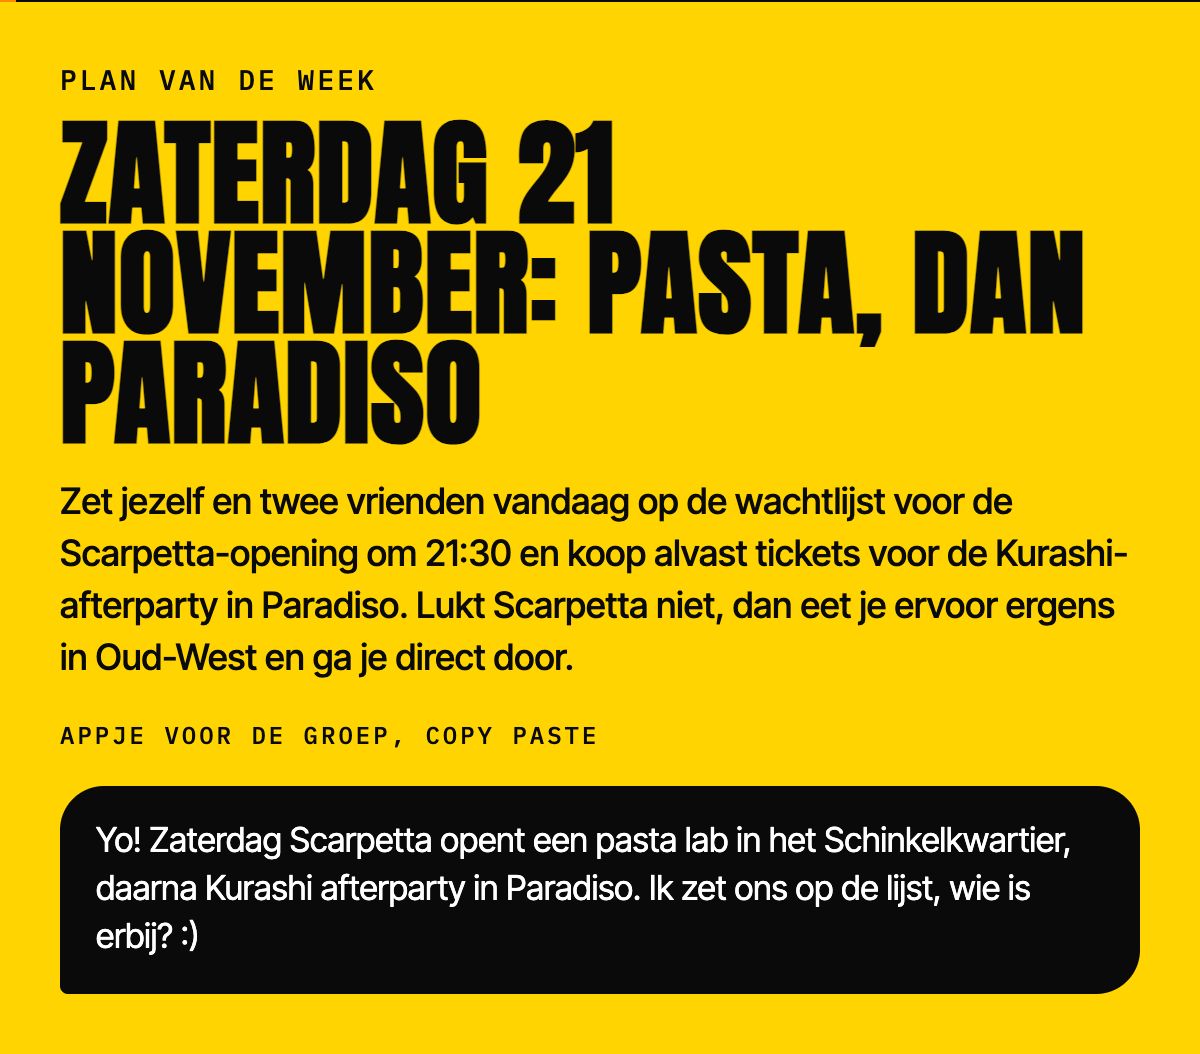 PLAN VAN DE WEEK
ZATERDAG 21
NOVEMBER: PASTA, DAN
PARADISO
Zet jezelf en twee vrienden vandaag op de wachtlijst voor de
Scarpetta-opening om 21:30 en koop alvast tickets voor de Kurashi-
afterparty in Paradiso. Lukt Scarpetta niet, dan eet je ervoor ergens
in Oud-West en ga je direct door.
APPJE VOOR DE GROEP, COPY PASTE
Yo! Zaterdag Scarpetta opent een pasta lab in het Schinkelkwartier,
daarna Kurashi afterparty in Paradiso. Ik zet ons op de lijst, wie is
erbij? :)